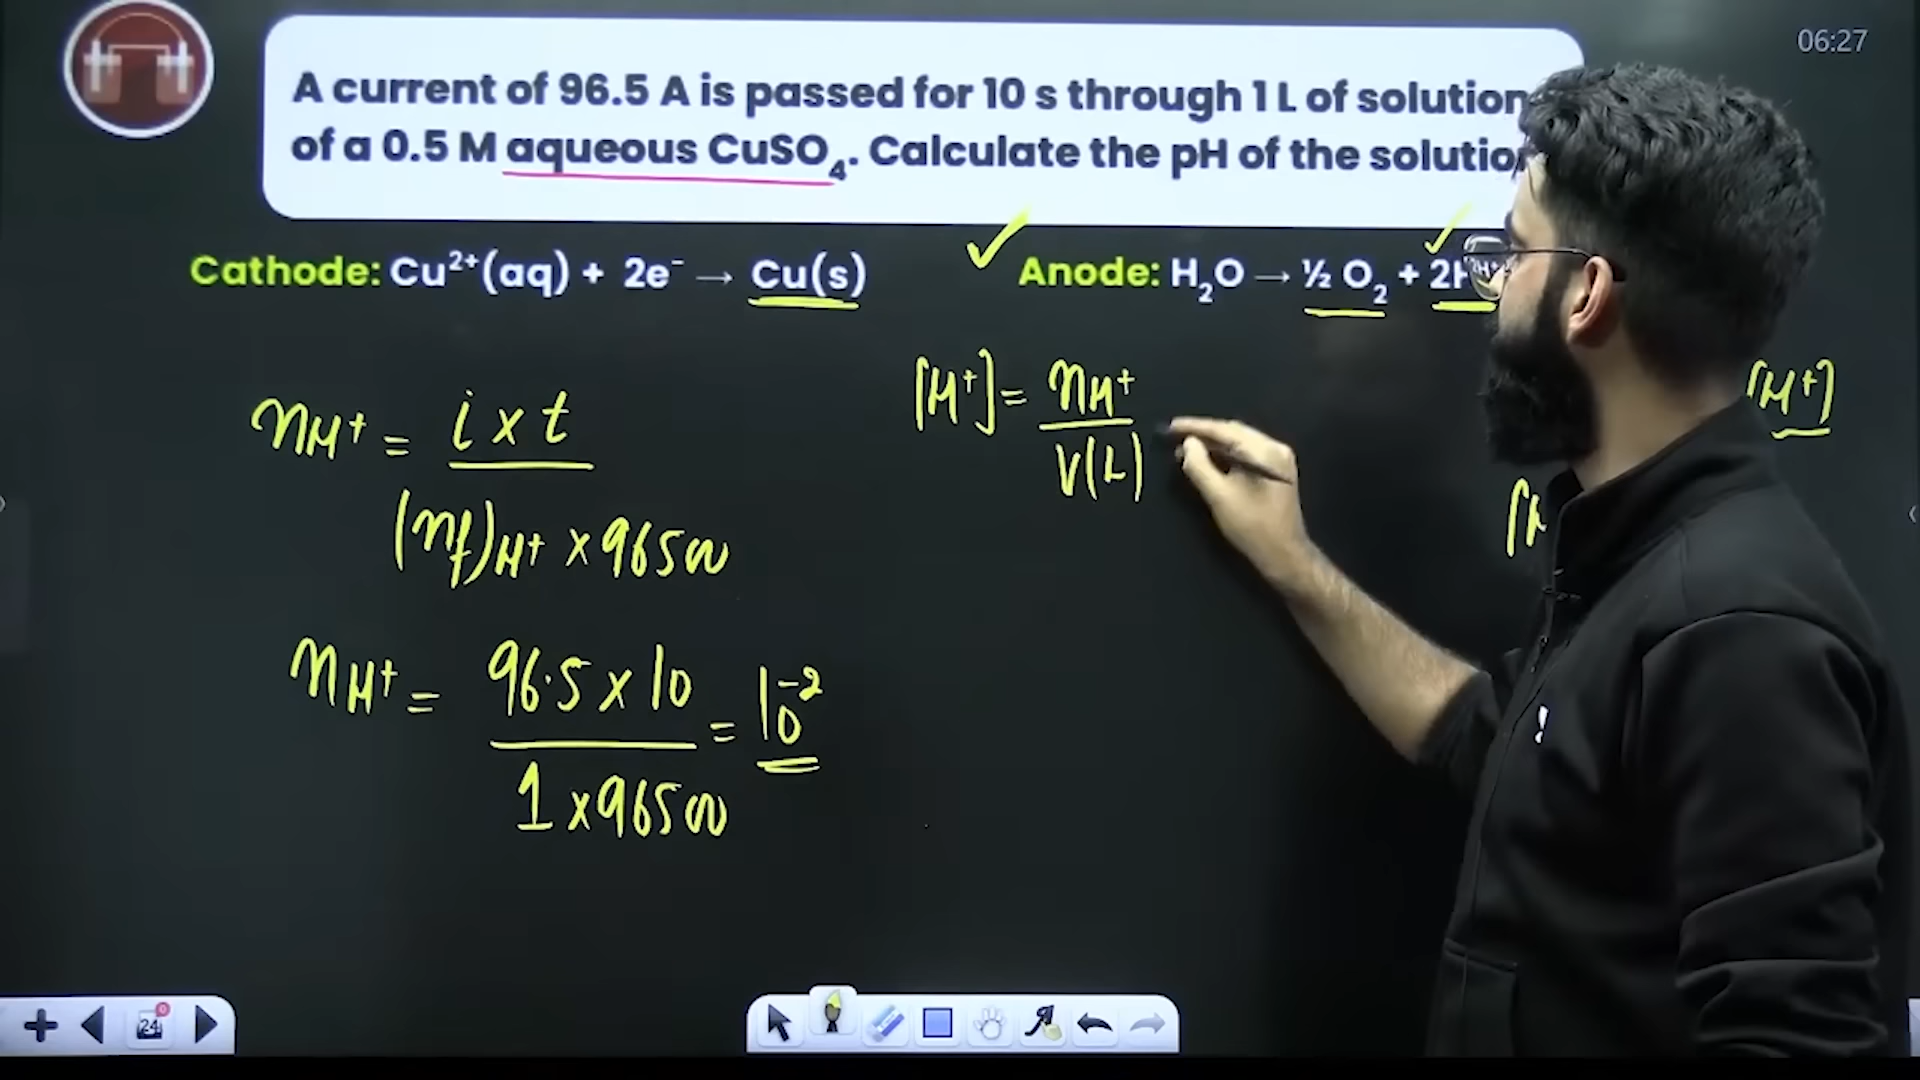 06:27
A current of 96.5 A is passed for 10 s through 1 L of solution
of a 0.5 M aqueous CuSO₄. Calculate the pH of the
Cathode: Cu²⁺(aq) + 2e⁻ → Cu(s)
Anode: H₂O → ½ O₂ +
nH⁺ = i × t
(nf)H⁺ × 96500
[H⁺] = nH⁺
V(L)
[H⁺]
nH⁺ = 96.5 × 10 = 10⁻²
1 × 96500
24
0